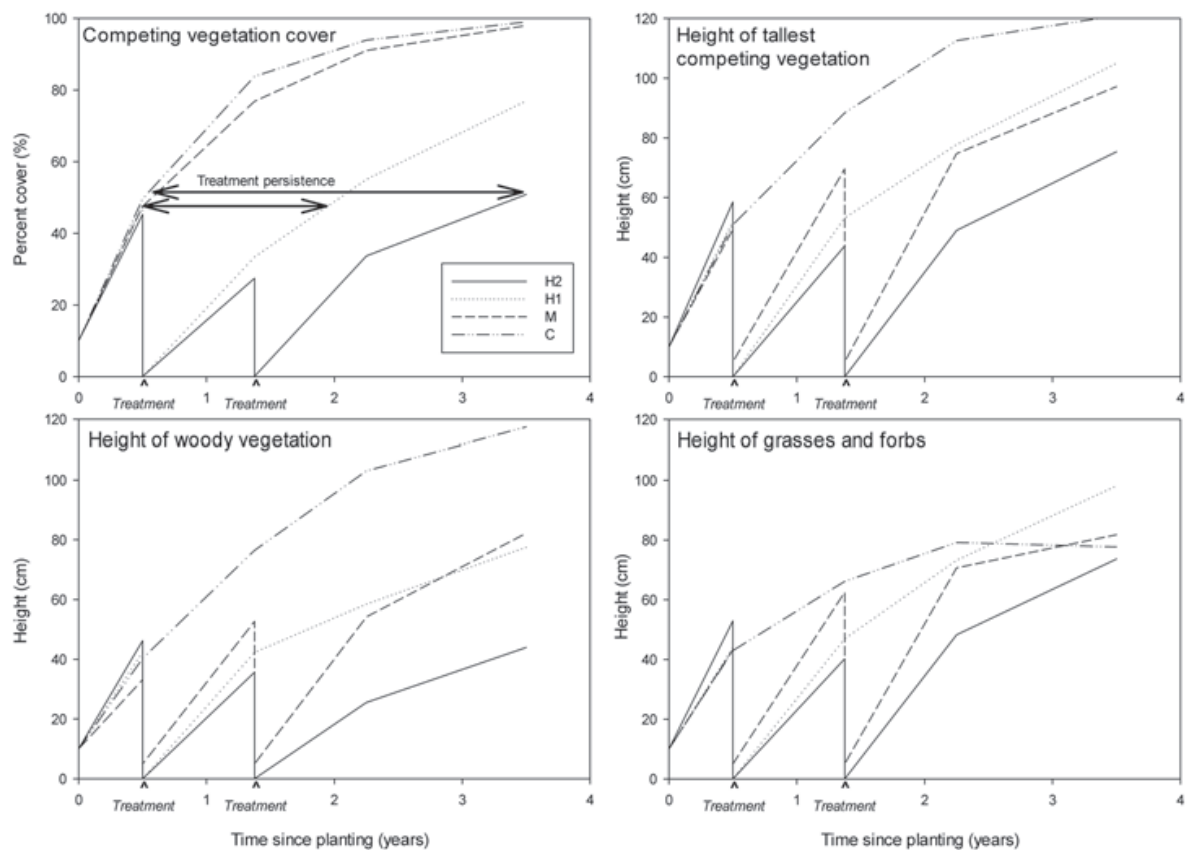 Competing vegetation cover
Percent cover (%)
100
80
60
40
20
0
Treatment persistence
H2
H1
M
C
0 1 2 3 4
Treatment Treatment
Height of tallest
competing vegetation
Height (cm)
120
100
80
60
40
20
0
0 1 2 3 4
Treatment Treatment
Height of woody vegetation
Height (cm)
120
100
80
60
40
20
0
0 1 2 3 4
Treatment Treatment
Time since planting (years)
Height of grasses and forbs
Height (cm)
120
100
80
60
40
20
0
0 1 2 3 4
Treatment Treatment
Time since planting (years)